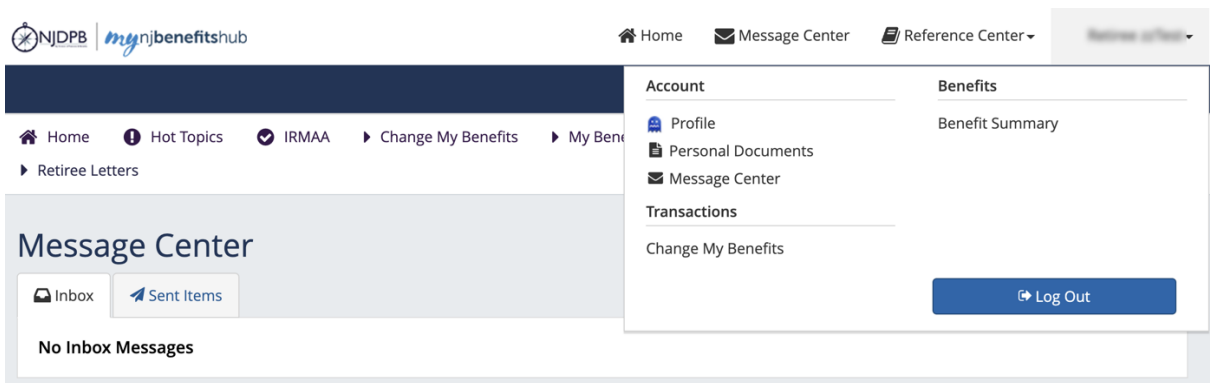 NJDPB mynjbenefitshub Home Message Center Reference Center
Account Benefits
Profile Benefit Summary
Home Hot Topics IRMAA Change My Benefits My Bene
Personal Documents
Retiree Letters
Message Center
Transactions
Change My Benefits
Message Center
Inbox Sent Items
Log Out
No Inbox Messages